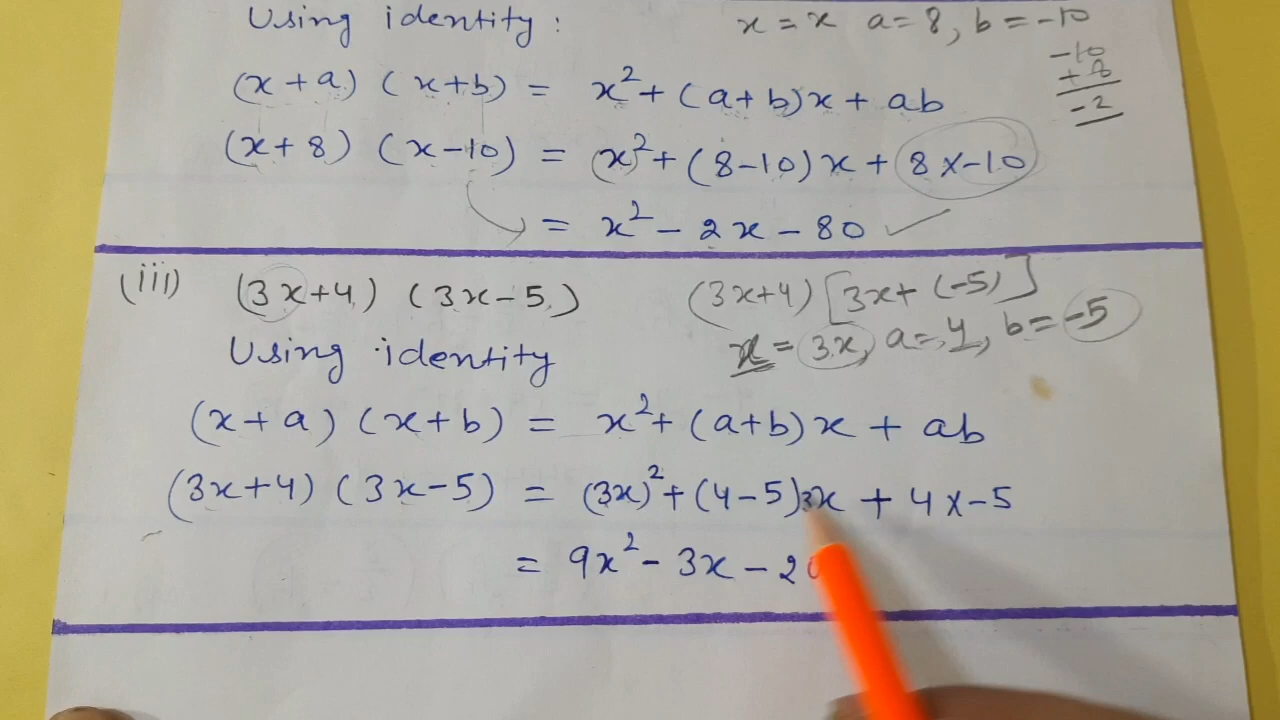 Using identity : x = x a = 8, b = -10
-10
+ 8
-2
(x + a) (x + b) = x² + (a + b)x + ab
(x + 8) (x - 10) = (x)² + (8 - 10) x + 8 × -10
= x² - 2x - 80
(iii) (3x+4) (3x-5) (3x+4) [3x+ (-5)]
Using identity x = 3x, a = 4, b = -5
(x + a) (x + b) = x² + (a+b)x + ab
(3x+4) (3x-5) = (3x)² + (4-5)3x + 4 × -5
= 9x² - 3x - 20